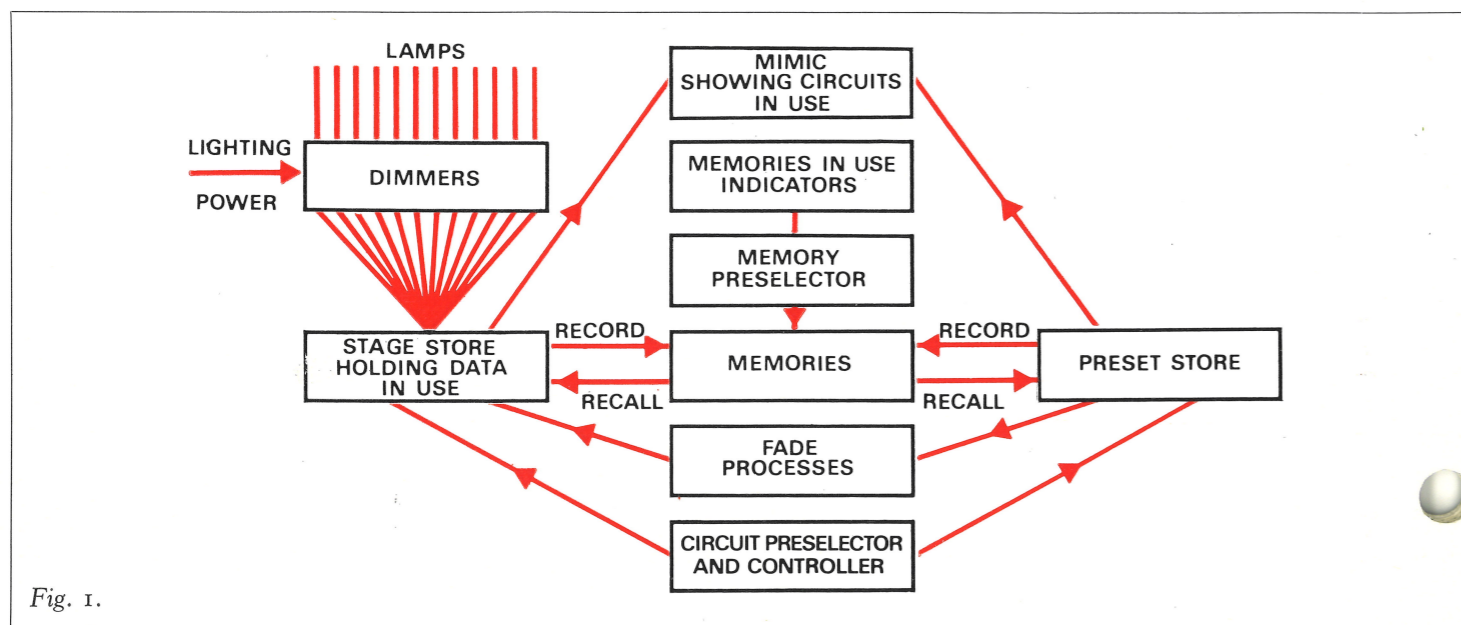 LAMPS
LIGHTING
POWER
DIMMERS
MIMIC
SHOWING CIRCUITS
IN USE
MEMORIES IN USE
INDICATORS
MEMORY
PRESELECTOR
STAGE STORE
HOLDING DATA
IN USE
RECORD
RECALL
MEMORIES
RECORD
RECALL
PRESET STORE
FADE
PROCESSES
CIRCUIT PRESELECTOR
AND CONTROLLER
Fig. 1.